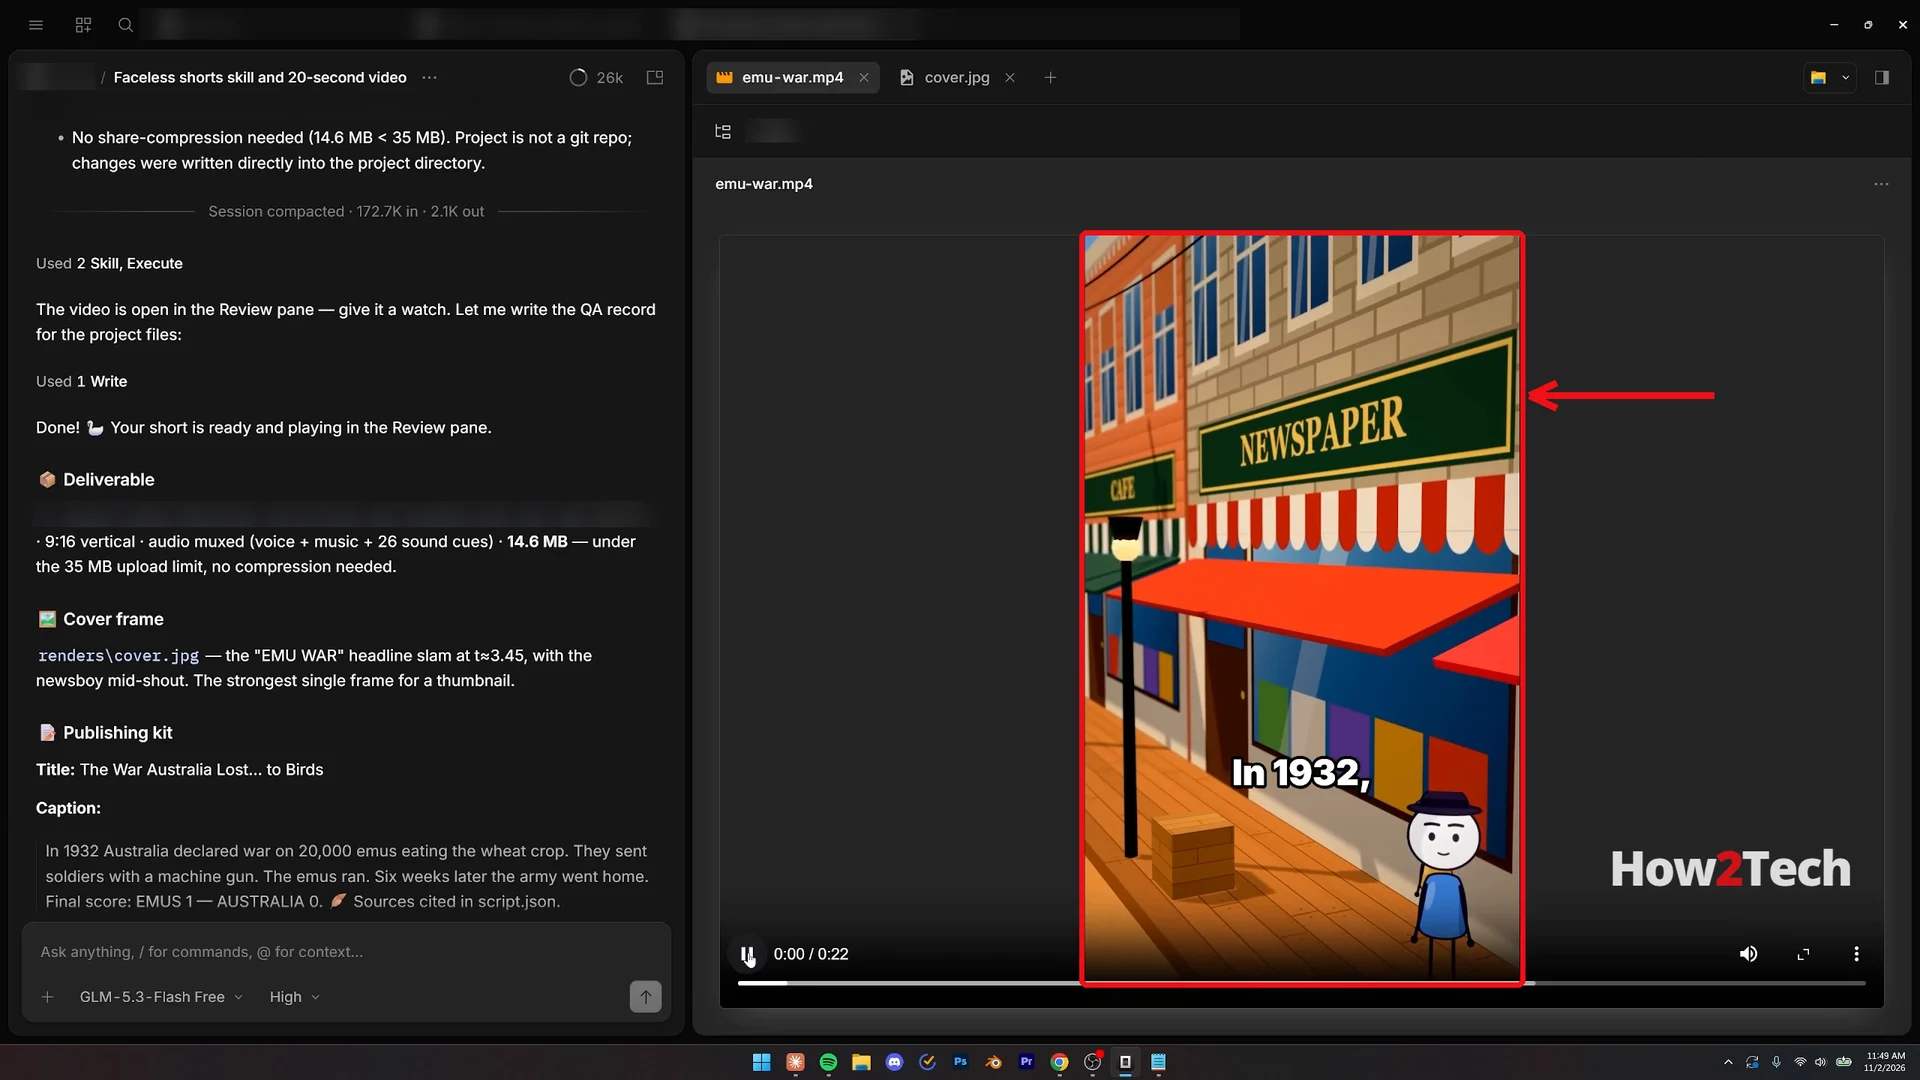 Faceless shorts skill and 20-second video
26k
• No share-compression needed (14.6 MB < 35 MB). Project is not a git repo;
changes were written directly into the project directory.
Session compacted · 172.7K in · 2.1K out
Used 2 Skill, Execute
The video is open in the Review pane — give it a watch. Let me write the QA record
for the project files:
Used 1 Write
Done! 🦢 Your short is ready and playing in the Review pane.
📦 Deliverable
· 9:16 vertical · audio muxed (voice + music + 26 sound cues) · 14.6 MB — under
the 35 MB upload limit, no compression needed.
🖼️ Cover frame
renders\cover.jpg — the "EMU WAR" headline slam at t≈3.45, with the
newsboy mid-shout. The strongest single frame for a thumbnail.
📝 Publishing kit
Title: The War Australia Lost... to Birds
Caption:
In 1932 Australia declared war on 20,000 emus eating the wheat crop. They sent
soldiers with a machine gun. The emus ran. Six weeks later the army went home.
Final score: EMUS 1 — AUSTRALIA 0. 🪶 Sources cited in script.json.
Ask anything, / for commands, @ for context...
GLM-5.3-Flash Free
High
emu-war.mp4
cover.jpg
emu-war.mp4
NEWSPAPER
CAFE
In 1932,
How2Tech
0:00 / 0:22
Ps
Pr
11:49 AM
11/2/2026